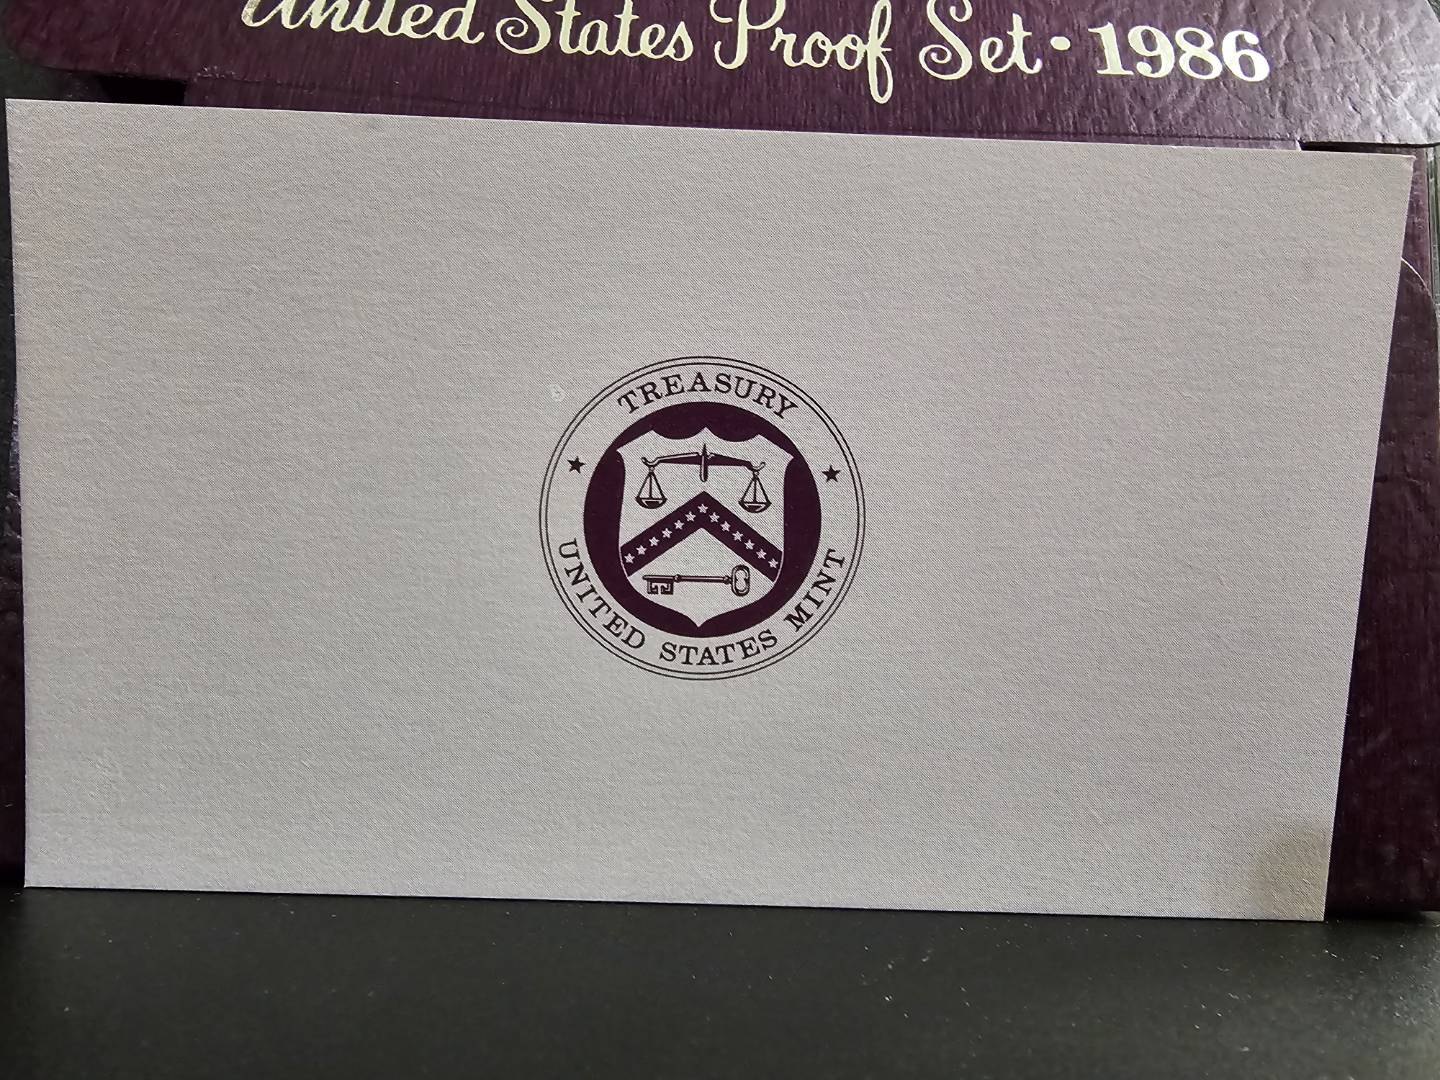 United States Proof Set · 1986
TREASURY
UNITED STATES MINT